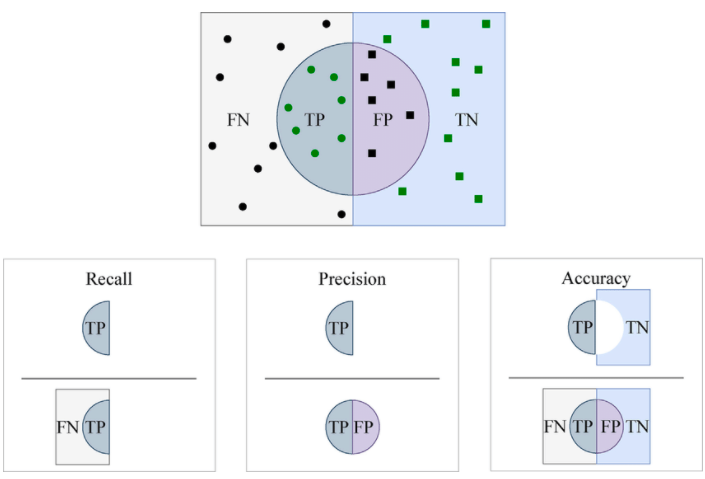 FN TP FP TN
Recall
TP
FN TP
Precision
TP
TP FP
Accuracy
TP TN
FN TP FP TN